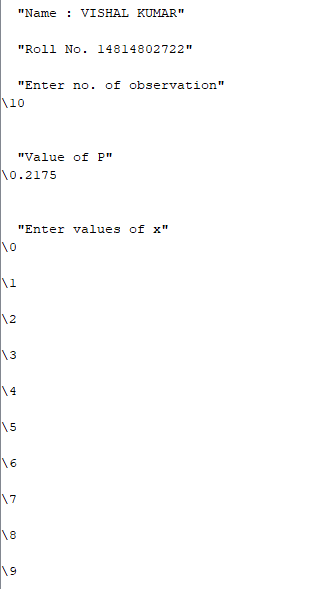 "Name : VISHAL KUMAR"
"Roll No. 14814802722"
"Enter no. of observation"
\10
"Value of P"
\0.2175
"Enter values of x"
\0
\1
\2
\3
\4
\5
\6
\7
\8
\9